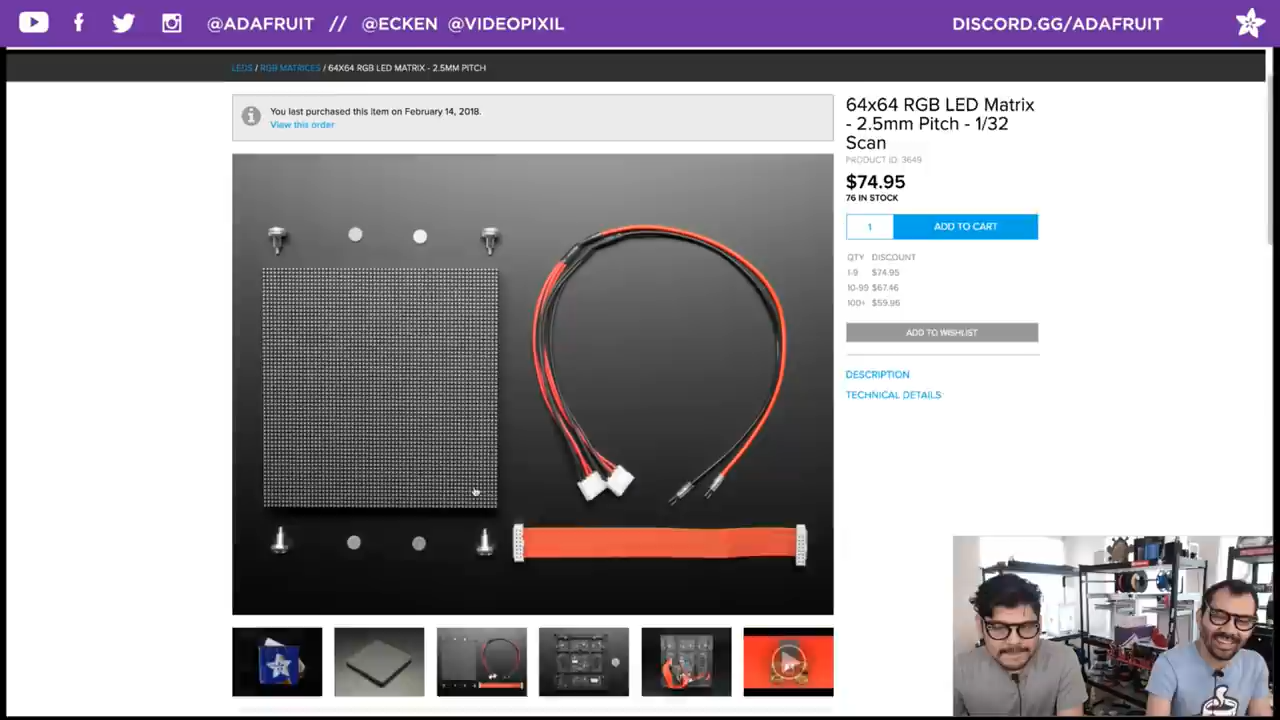 @ADAFRUIT // @ECKEN @VIDEOPIXIL
DISCORD.GG/ADAFRUIT
LEDS / RGB MATRICES / 64X64 RGB LED MATRIX - 2.5MM PITCH
You last purchased this item on February 14, 2018.
View this order
64x64 RGB LED Matrix
- 2.5mm Pitch - 1/32
Scan
PRODUCT ID: 3649
$74.95
76 IN STOCK
1 ADD TO CART
QTY DISCOUNT
1-9 $74.95
10-99 $67.46
100+ $59.96
ADD TO WISHLIST
DESCRIPTION
TECHNICAL DETAILS